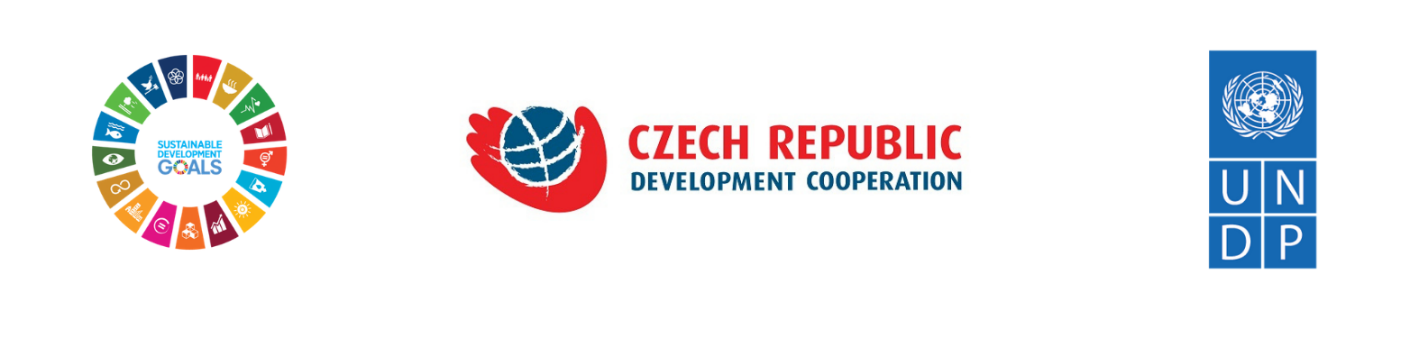 SUSTAINABLE
DEVELOPMENT
GOALS
CZECH REPUBLIC
DEVELOPMENT COOPERATION
U N
D P